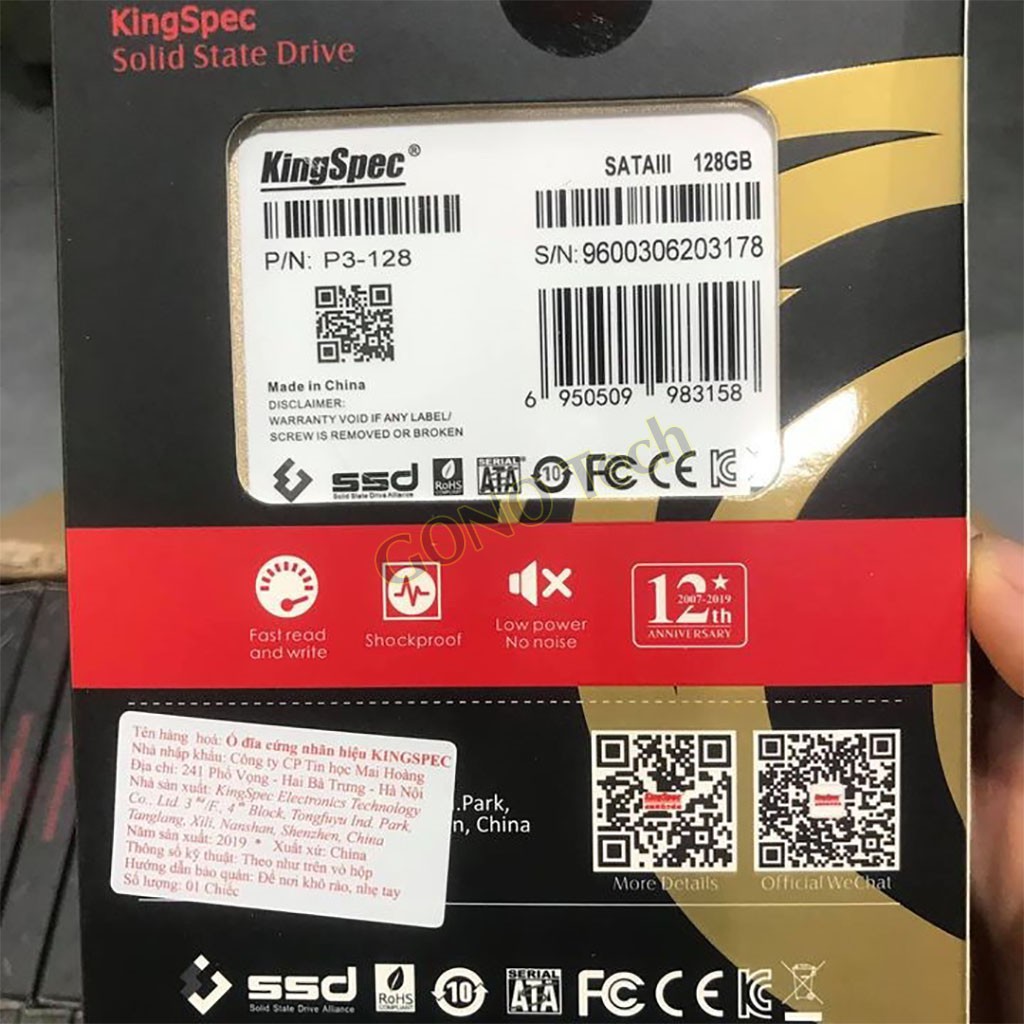 KingSpec
Solid State Drive
KingSpec®
SATAIII 128GB
P/N: P3-128
S/N: 9600306203178
6 950509 983158
Made in China
DISCLAIMER:
WARRANTY VOID IF ANY LABEL/
SCREW IS REMOVED OR BROKEN
ssd
Solid State Drive Alliance
RoHS
SERIAL
ATA
10
FC CE
GONO Tech
Fast read
and write
Shockproof
Low power
No noise
12th
2007-2019
ANNIVERSARY
Tên hàng hoá: Ổ đĩa cứng nhãn hiệu KINGSPEC
Nhà nhập khẩu: Công ty CP Tin học Mai Hoàng
Địa chỉ: 241 Phố Vọng - Hai Bà Trưng - Hà Nội
Nhà sản xuất: KingSpec Electronics Technology
Co., Ltd. 3rd/F. 4th Block, Tongfuyu Ind. Park,
Tanglang, Xili, Nanshan, Shenzhen, China
Năm sản xuất: 2019 * Xuất xứ: China
Thông số kỹ thuật: Theo như trên vỏ hộp
Hướng dẫn bảo quản: Để nơi khô ráo, nhẹ tay
Số lượng: 01 Chiếc
.Park,
n, China
KingSpec
More Details
Official WeChat
ssd
Solid State Drive Alliance
RoHS
COMPLIANT
10
SERIAL
ATA
FC CE